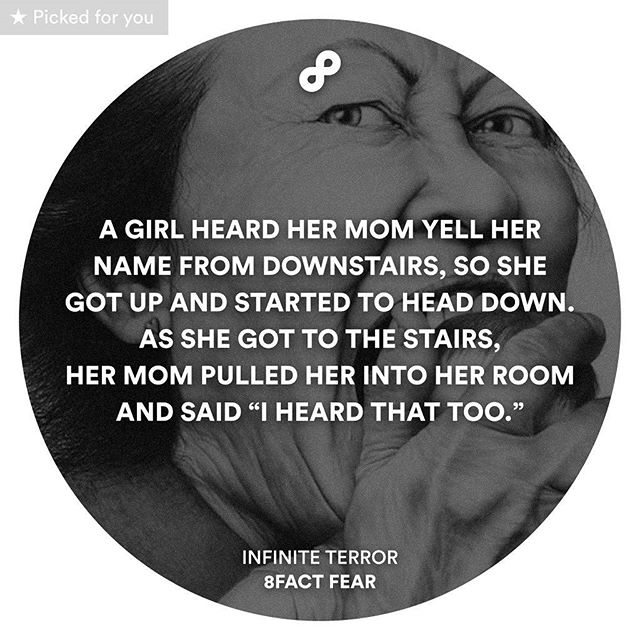 ★ Picked for you
A GIRL HEARD HER MOM YELL HER
NAME FROM DOWNSTAIRS, SO SHE
GOT UP AND STARTED TO HEAD DOWN.
AS SHE GOT TO THE STAIRS,
HER MOM PULLED HER INTO HER ROOM
AND SAID “I HEARD THAT TOO.”
INFINITE TERROR
8FACT FEAR